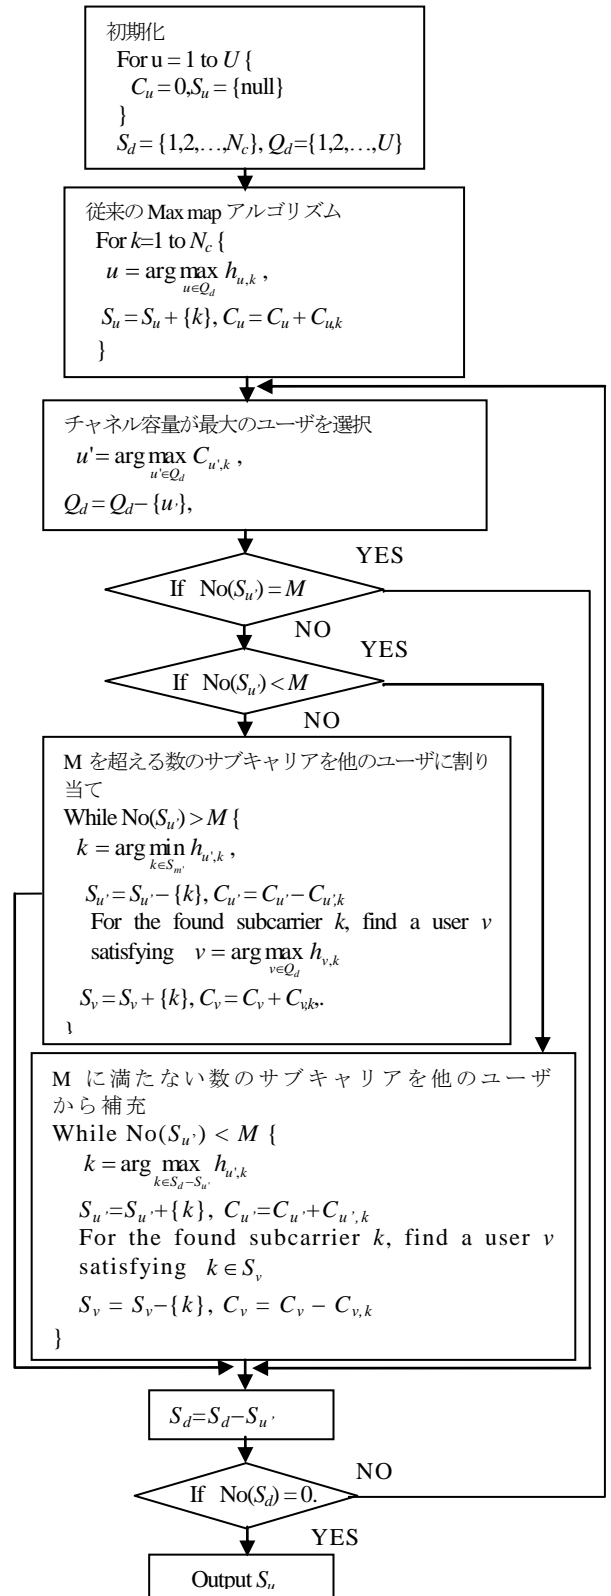 初期化
For u = 1 to U {
C_u = 0,S_u = {null}
}
S_d = {1,2,…,N_c}, Q_d={1,2,…,U}
従来の Max map アルゴリズム
For k=1 to N_c {
u = arg max_{u∈Q_d} h_{u,k} ,
S_u = S_u + {k}, C_u = C_u + C_{u,k}
}
チャネル容量が最大のユーザを選択
u' = arg max_{u'∈Q_d} C_{u',k} ,
Q_d = Q_d − {u'},
YES
If No(S_{u'}) = M
NO
YES
If No(S_{u'}) < M
NO
M を超える数のサブキャリアを他のユーザに割り
当て
While No(S_{u'}) > M {
k = arg min_{k∈S_{m'}} h_{u',k} ,
S_{u'} = S_{u'} − {k}, C_{u'} = C_{u'} − C_{u',k}
For the found subcarrier k, find a user v
satisfying v = arg max_{v∈Q_d} h_{v,k}
S_v = S_v + {k}, C_v = C_v + C_{v,k},.
}
M に満たない数のサブキャリアを他のユーザ
から補充
While No(S_{u'}) < M {
k = arg max_{k∈S_d−S_{u'}} h_{u',k}
S_{u'}=S_{u'}+{k}, C_{u'}=C_{u'}+C_{u',k}
For the found subcarrier k, find a user v
satisfying k ∈ S_v
S_v = S_v−{k}, C_v = C_v − C_{v,k}
}
S_d=S_d−S_{u'}
NO
If No(S_d) = 0.
YES
Output S_u